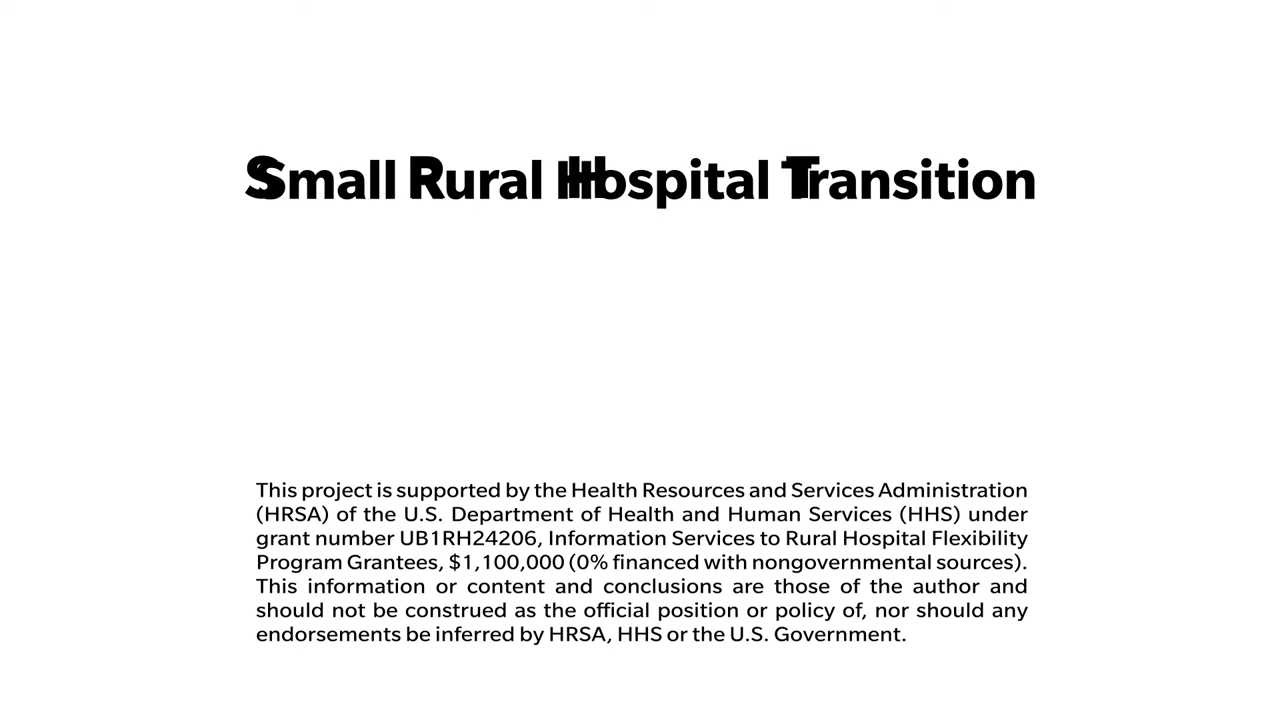 Small Rural Hospital Transition
This project is supported by the Health Resources and Services Administration
(HRSA) of the U.S. Department of Health and Human Services (HHS) under
grant number UB1RH24206, Information Services to Rural Hospital Flexibility
Program Grantees, $1,100,000 (0% financed with nongovernmental sources).
This information or content and conclusions are those of the author and
should not be construed as the official position or policy of, nor should any
endorsements be inferred by HRSA, HHS or the U.S. Government.